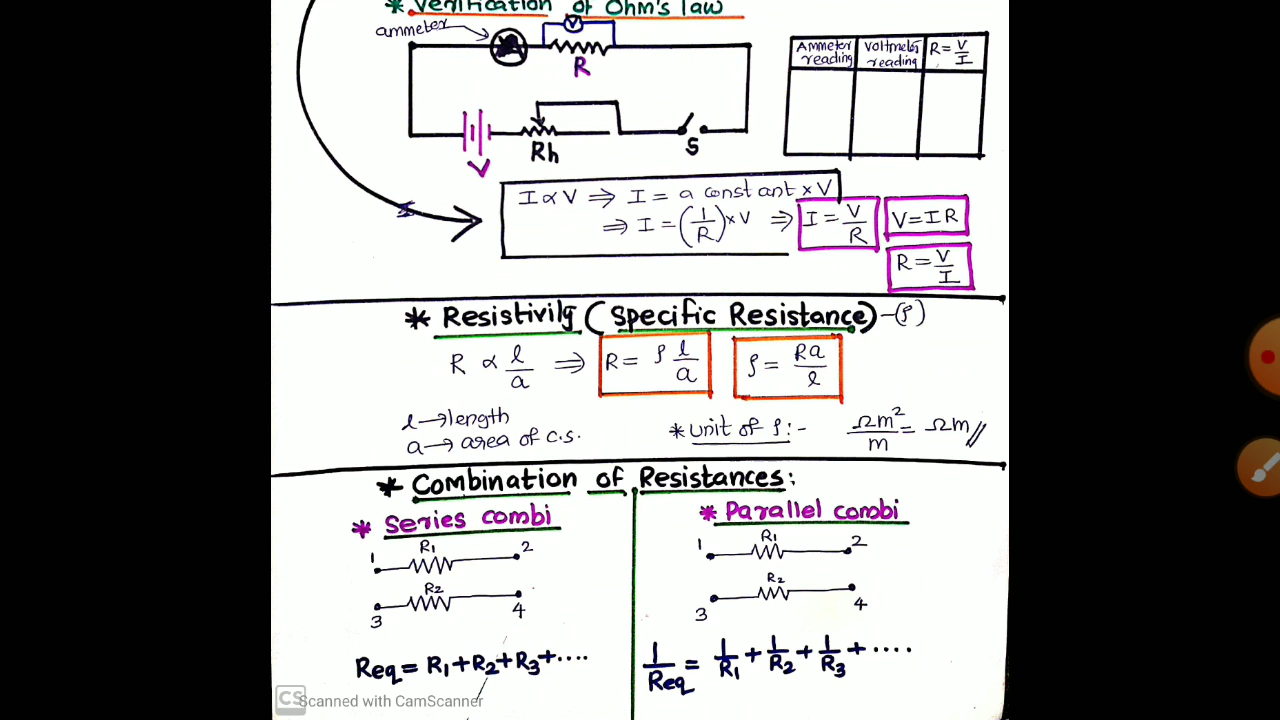 * Verification of Ohm's law
ammeter
V
R
Rh
S
V
Ammeter reading | Voltmeter reading | R = V/I
I ∝ V ⇒ I = a constant × V
⇒ I = (1/R) × V ⇒ I = V/R
V = IR
R = V/I
* Resistivilg (Specific Resistance) - (ρ)
R ∝ l/a ⇒ R = ρ l/a
ρ = Ra/l
l → length
a → area of c.s.
* unit of ρ :- Ωm²/m = Ωm //
* Combination of Resistances:
* Series combi
1 R1 2
3 R2 4
Req = R1 + R2 + R3 + ....
* Parallel combi
1 R1 2
3 R2 4
1/Req = 1/R1 + 1/R2 + 1/R3 + ....
CS Scanned with CamScanner